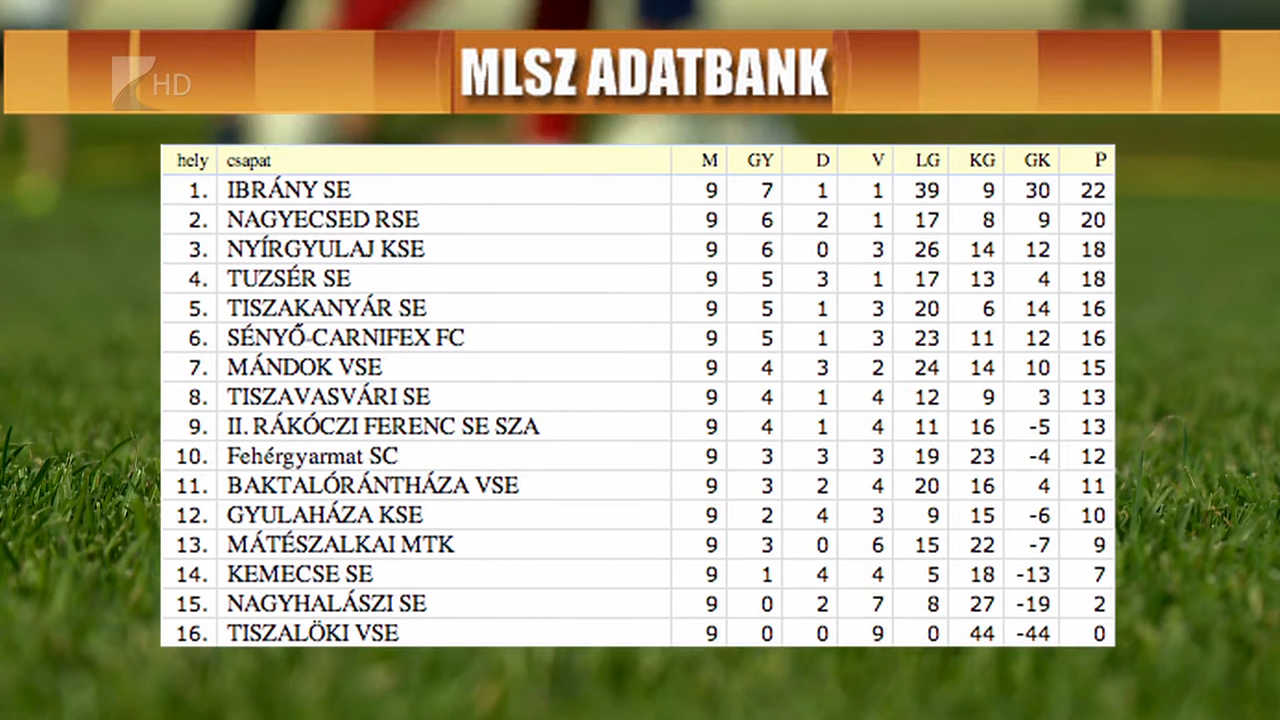 MLSZ ADATBANK
HD
hely csapat M GY D V LG KG GK P
1. IBRÁNY SE 9 7 1 1 39 9 30 22
2. NAGYECSED RSE 9 6 2 1 17 8 9 20
3. NYÍRGYULAJ KSE 9 6 0 3 26 14 12 18
4. TUZSÉR SE 9 5 3 1 17 13 4 18
5. TISZAKANYÁR SE 9 5 1 3 20 6 14 16
6. SÉNYŐ-CARNIFEX FC 9 5 1 3 23 11 12 16
7. MÁNDOK VSE 9 4 3 2 24 14 10 15
8. TISZAVASVÁRI SE 9 4 1 4 12 9 3 13
9. II. RÁKÓCZI FERENC SE SZA 9 4 1 4 11 16 -5 13
10. Fehérgyarmat SC 9 3 3 3 19 23 -4 12
11. BAKTALÓRÁNTHÁZA VSE 9 3 2 4 20 16 4 11
12. GYULAHÁZA KSE 9 2 4 3 9 15 -6 10
13. MÁTÉSZALKAI MTK 9 3 0 6 15 22 -7 9
14. KEMECSE SE 9 1 4 4 5 18 -13 7
15. NAGYHALÁSZI SE 9 0 2 7 8 27 -19 2
16. TISZALÖKI VSE 9 0 0 9 0 44 -44 0